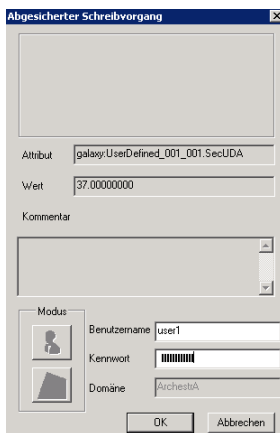 Abgesicherter Schreibvorgang
Attribut galaxy:UserDefined_001_001.SecUDA
Wert 37.00000000
Kommentar
Modus
Benutzername user1
Kennwort
Domäne ArchestrA
OK Abbrechen